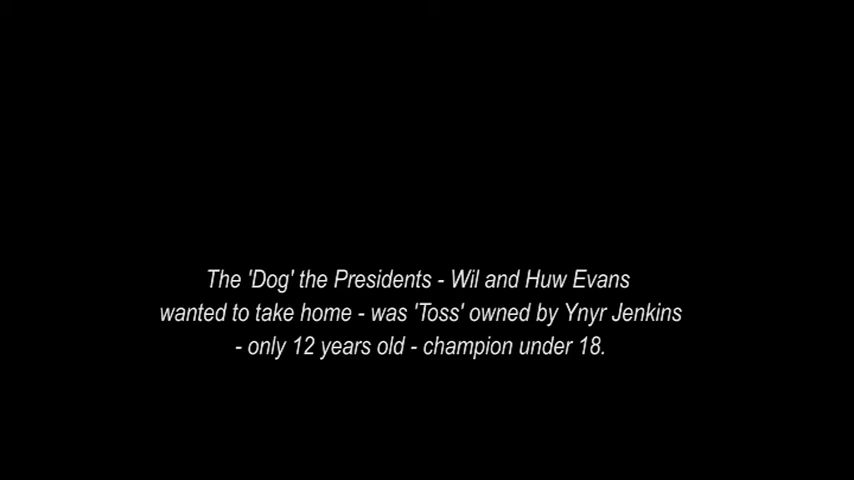 The 'Dog' the Presidents - Wil and Huw Evans
wanted to take home - was 'Toss' owned by Ynyr Jenkins
- only 12 years old - champion under 18.